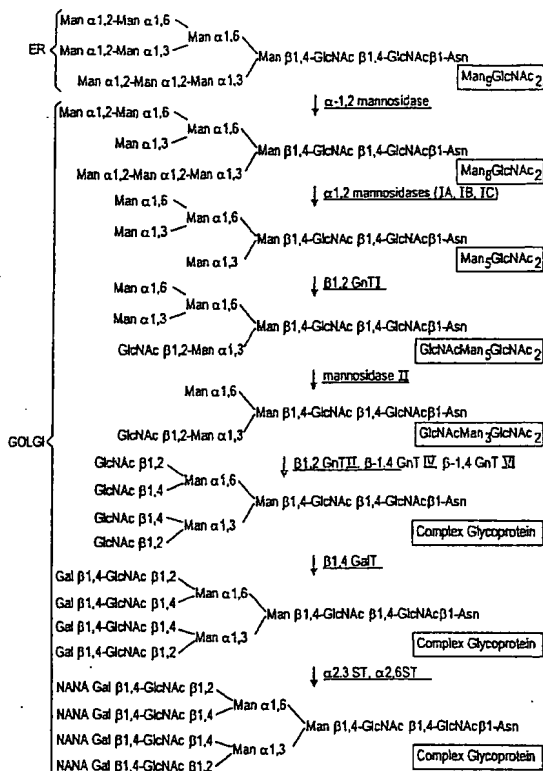 ER
Man α1,2-Man α1,6
Man α1,6
Man α1,2-Man α1,3
Man β1,4-GlcNAc β1,4-GlcNAcβ1-Asn
Man α1,2-Man α1,2-Man α1,3
Man9GlcNAc2
α-1,2 mannosidase
GOLGI
Man α1,2-Man α1,6
Man α1,6
Man α1,3
Man β1,4-GlcNAc β1,4-GlcNAcβ1-Asn
Man α1,2-Man α1,2-Man α1,3
Man8GlcNAc2
α1,2 mannosidases (IA, IB, IC)
Man α1,6
Man α1,6
Man α1,3
Man β1,4-GlcNAc β1,4-GlcNAcβ1-Asn
Man α1,3
Man5GlcNAc2
β1,2 GnTI
Man α1,6
Man α1,6
Man α1,3
Man β1,4-GlcNAc β1,4-GlcNAcβ1-Asn
GlcNAc β1,2-Man α1,3
GlcNAcMan5GlcNAc2
mannosidase II
Man α1,6
Man β1,4-GlcNAc β1,4-GlcNAcβ1-Asn
GlcNAc β1,2-Man α1,3
GlcNAcMan3GlcNAc2
β1,2 GnTII, β-1,4 GnT IV, β-1,4 GnT VI
GlcNAc β1,2
Man α1,6
GlcNAc β1,4
Man β1,4-GlcNAc β1,4-GlcNAcβ1-Asn
GlcNAc β1,4
Man α1,3
GlcNAc β1,2
Complex Glycoprotein
β1,4 GalT
Gal β1,4-GlcNAc β1,2
Man α1,6
Gal β1,4-GlcNAc β1,4
Man β1,4-GlcNAc β1,4-GlcNAcβ1-Asn
Gal β1,4-GlcNAc β1,4
Man α1,3
Gal β1,4-GlcNAc β1,2
Complex Glycoprotein
α2,3 ST, α2,6ST
NANA Gal β1,4-GlcNAc β1,2
Man α1,6
NANA Gal β1,4-GlcNAc β1,4
Man β1,4-GlcNAc β1,4-GlcNAcβ1-Asn
NANA Gal β1,4-GlcNAc β1,4
Man α1,3
NANA Gal β1,4-GlcNAc β1,2
Complex Glycoprotein